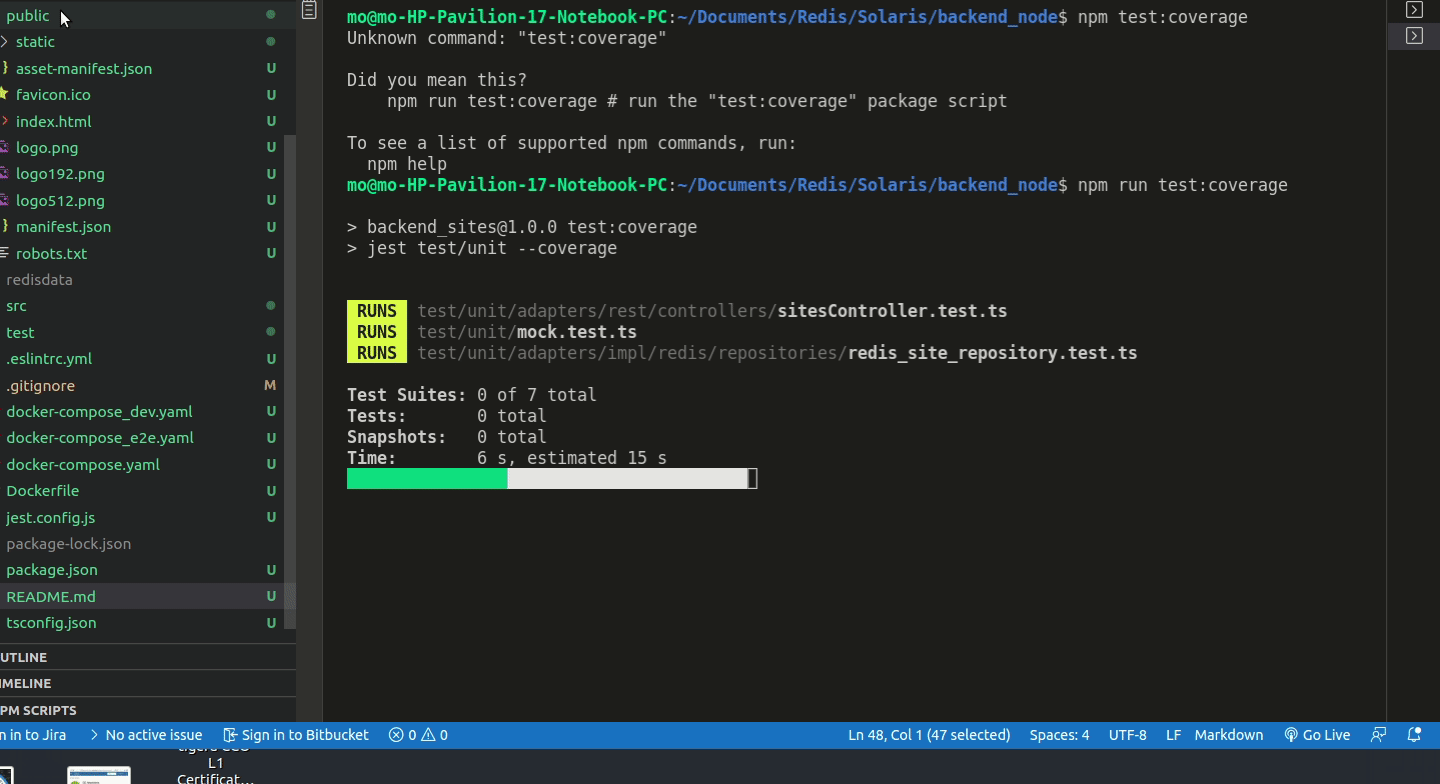 public
static
asset-manifest.json U
favicon.ico U
index.html U
logo.png U
logo192.png U
logo512.png U
manifest.json U
robots.txt U
redisdata
src
test
.eslintrc.yml U
.gitignore M
docker-compose_dev.yaml U
docker-compose_e2e.yaml U
docker-compose.yaml U
Dockerfile U
jest.config.js U
package-lock.json
package.json U
README.md U
tsconfig.json U
UTLINE
IMELINE
PM SCRIPTS
mo@mo-HP-Pavilion-17-Notebook-PC:~/Documents/Redis/Solaris/backend_node$ npm test:coverage
Unknown command: "test:coverage"
Did you mean this?
npm run test:coverage # run the "test:coverage" package script
To see a list of supported npm commands, run:
npm help
mo@mo-HP-Pavilion-17-Notebook-PC:~/Documents/Redis/Solaris/backend_node$ npm run test:coverage
> backend_sites@1.0.0 test:coverage
> jest test/unit --coverage
RUNS test/unit/adapters/rest/controllers/sitesController.test.ts
RUNS test/unit/mock.test.ts
RUNS test/unit/adapters/impl/redis/repositories/redis_site_repository.test.ts
Test Suites: 0 of 7 total
Tests: 0 total
Snapshots: 0 total
Time: 6 s, estimated 15 s
n in to Jira No active issue Sign in to Bitbucket 0 0 Ln 48, Col 1 (47 selected) Spaces: 4 UTF-8 LF Markdown Go Live
L1
Certificat...